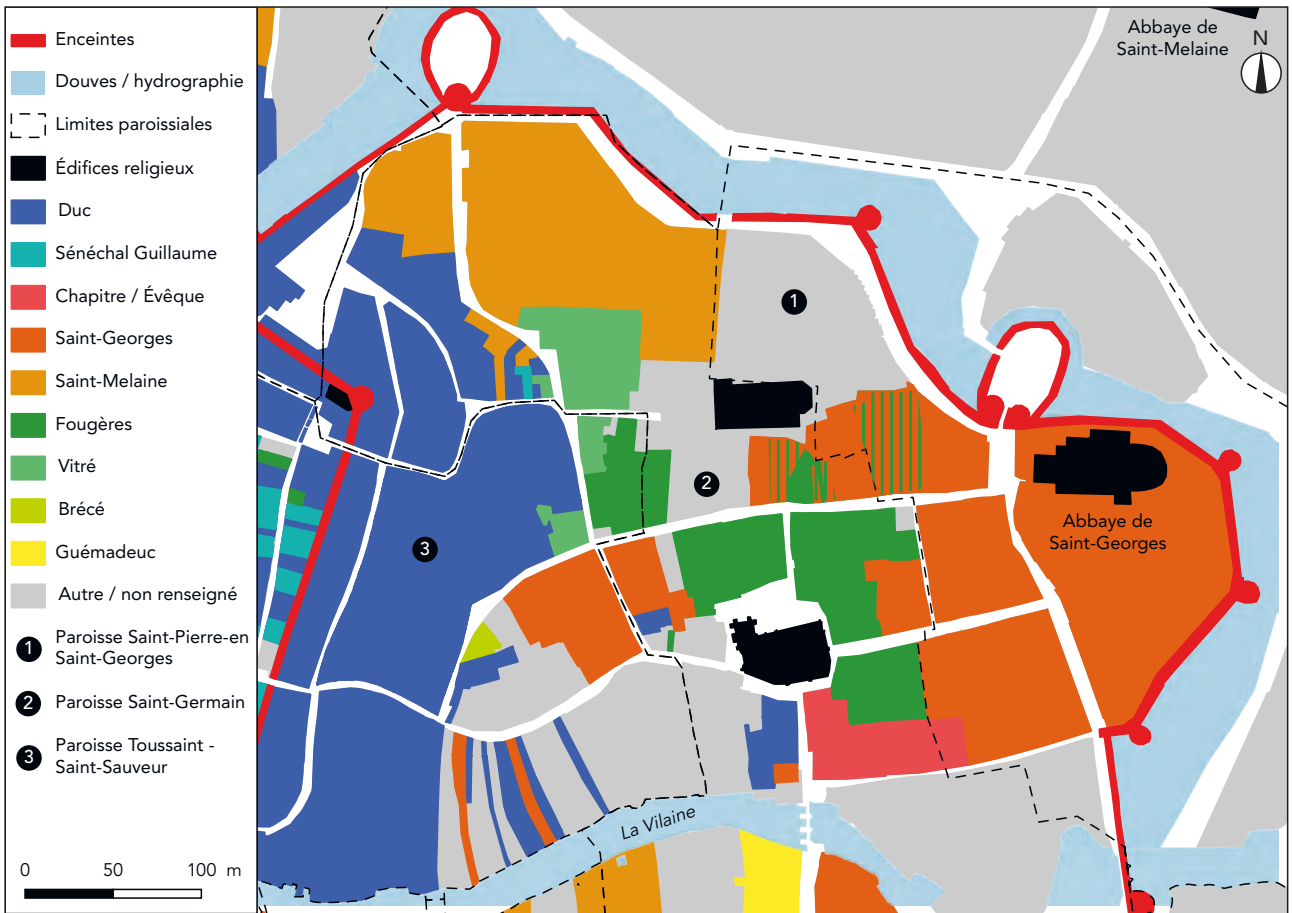 Enceintes
Douves / hydrographie
Limites paroissiales
Édifices religieux
Duc
Sénéchal Guillaume
Chapitre / Évêque
Saint-Georges
Saint-Melaine
Fougères
Vitré
Brécé
Guémadeuc
Autre / non renseigné
1 Paroisse Saint-Pierre-en
Saint-Georges
2 Paroisse Saint-Germain
3 Paroisse Toussaint -
Saint-Sauveur
0 50 100 m
Abbaye de
Saint-Melaine
N
1
2
3
Abbaye de
Saint-Georges
La Vilaine